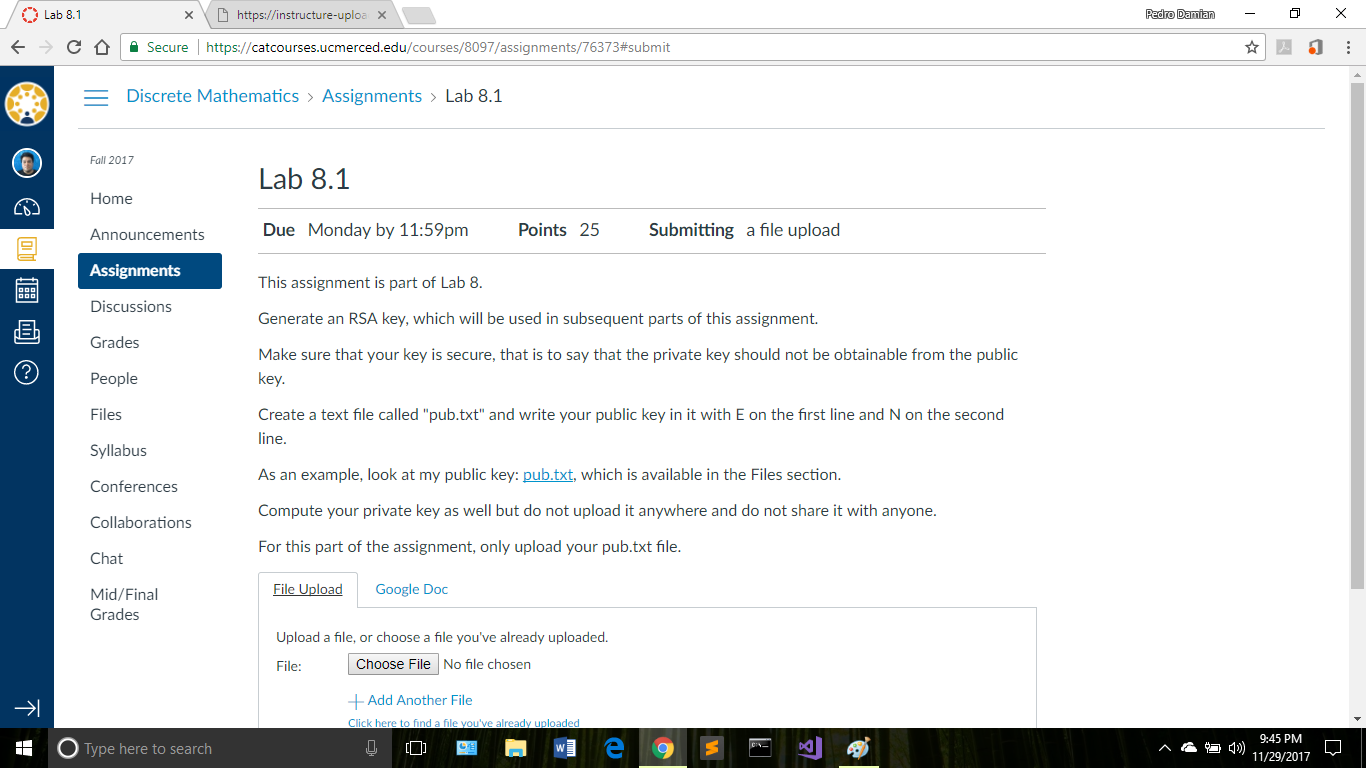 Lab 8.1
https://instructure-uploa
Pedro Damian
Secure
https://catcourses.ucmerced.edu/courses/8097/assignments/76373#submit
Discrete Mathematics > Assignments > Lab 8.1
Fall 2017
Home
Announcements
Assignments
Discussions
Grades
People
Files
Syllabus
Conferences
Collaborations
Chat
Mid/Final
Grades
Lab 8.1
Due Monday by 11:59pm Points 25 Submitting a file upload
This assignment is part of Lab 8.
Generate an RSA key, which will be used in subsequent parts of this assignment.
Make sure that your key is secure, that is to say that the private key should not be obtainable from the public
key.
Create a text file called "pub.txt" and write your public key in it with E on the first line and N on the second
line.
As an example, look at my public key: pub.txt, which is available in the Files section.
Compute your private key as well but do not upload it anywhere and do not share it with anyone.
For this part of the assignment, only upload your pub.txt file.
File Upload Google Doc
Upload a file, or choose a file you've already uploaded.
File: Choose File No file chosen
Add Another File
Click here to find a file you've already uploaded
Type here to search
9:45 PM
11/29/2017